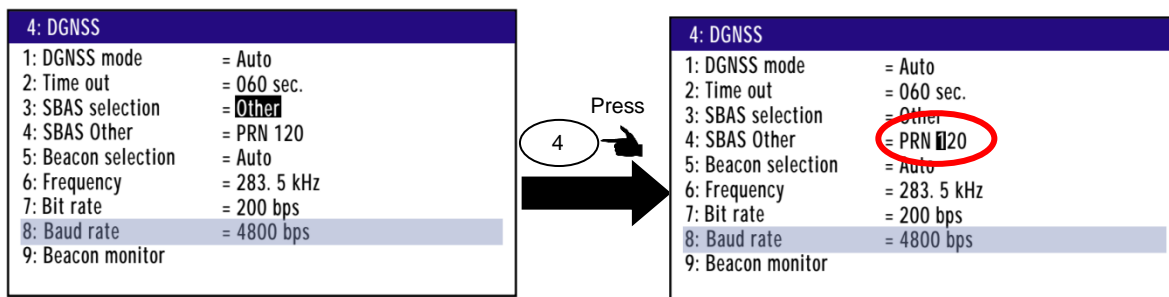 4: DGNSS
1: DGNSS mode = Auto
2: Time out = 060 sec.
3: SBAS selection = Other
4: SBAS Other = PRN 120
5: Beacon selection = Auto
6: Frequency = 283. 5 kHz
7: Bit rate = 200 bps
8: Baud rate = 4800 bps
9: Beacon monitor
Press
4
4: DGNSS
1: DGNSS mode = Auto
2: Time out = 060 sec.
3: SBAS selection = Other
4: SBAS Other = PRN 120
5: Beacon selection = Auto
6: Frequency = 283. 5 kHz
7: Bit rate = 200 bps
8: Baud rate = 4800 bps
9: Beacon monitor